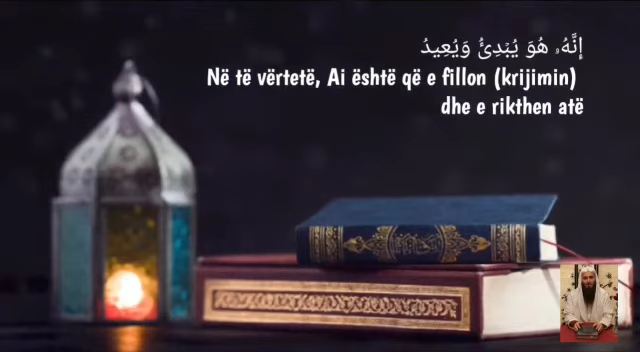 إِنَّهُۥ هُوَ يُبْدِئُ وَيُعِيدُ
Në të vërtetë, Ai është që e fillon (krijimin)
dhe e rikthen atë